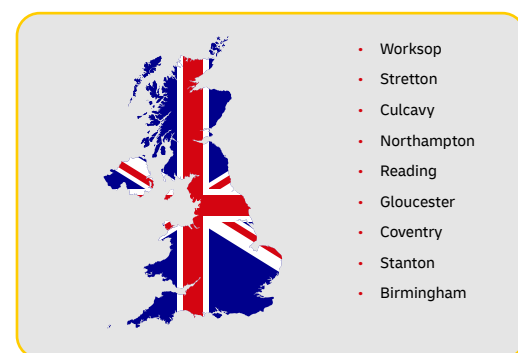 Worksop
Stretton
Culcavy
Northampton
Reading
Gloucester
Coventry
Stanton
Birmingham